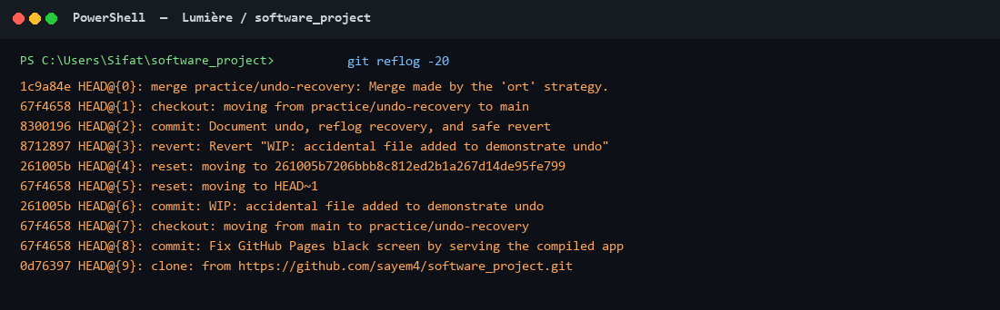 PowerShell — Lumière / software_project
PS C:\Users\Sifat\software_project> git reflog -20
1c9a84e HEAD@{0}: merge practice/undo-recovery: Merge made by the 'ort' strategy.
67f4658 HEAD@{1}: checkout: moving from practice/undo-recovery to main
8300196 HEAD@{2}: commit: Document undo, reflog recovery, and safe revert
8712897 HEAD@{3}: revert: Revert "WIP: accidental file added to demonstrate undo"
261005b HEAD@{4}: reset: moving to 261005b7206bbb8c812ed2b1a267d14de95fe799
67f4658 HEAD@{5}: reset: moving to HEAD~1
261005b HEAD@{6}: commit: WIP: accidental file added to demonstrate undo
67f4658 HEAD@{7}: checkout: moving from main to practice/undo-recovery
67f4658 HEAD@{8}: commit: Fix GitHub Pages black screen by serving the compiled app
0d76397 HEAD@{9}: clone: from https://github.com/sayem4/software_project.git